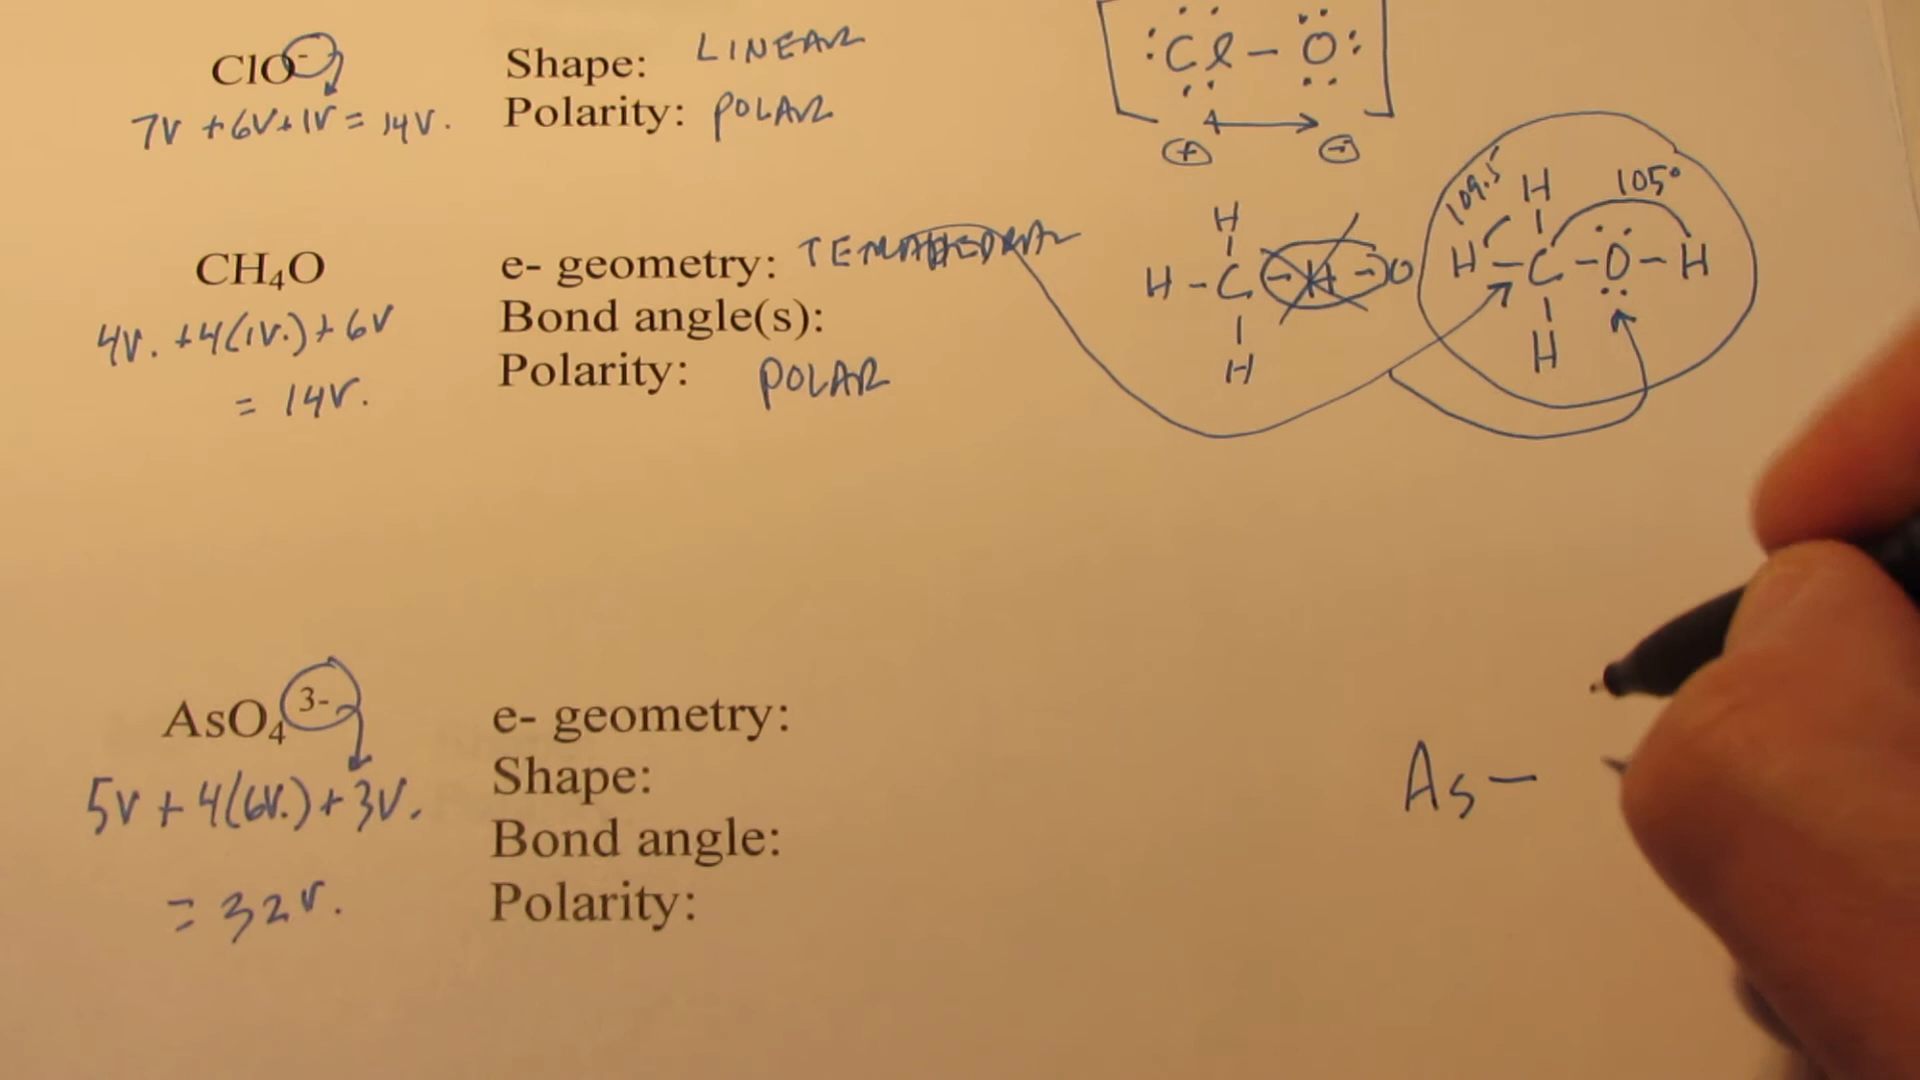 ClO- Shape: LINEAR
7V + 6V + 1V = 14V. Polarity: POLAR
:Cl - O:
+ -
CH4O e- geometry: TETRAHEDRAL
4V. + 4(1V.) + 6V Bond angle(s):
= 14V. Polarity: POLAR
H
H - C - H - O
H
109.5° H 105°
H - C - O - H
H
AsO4 3- e- geometry:
5V + 4(6V.) + 3V. Shape:
Bond angle:
= 32V. Polarity:
As -